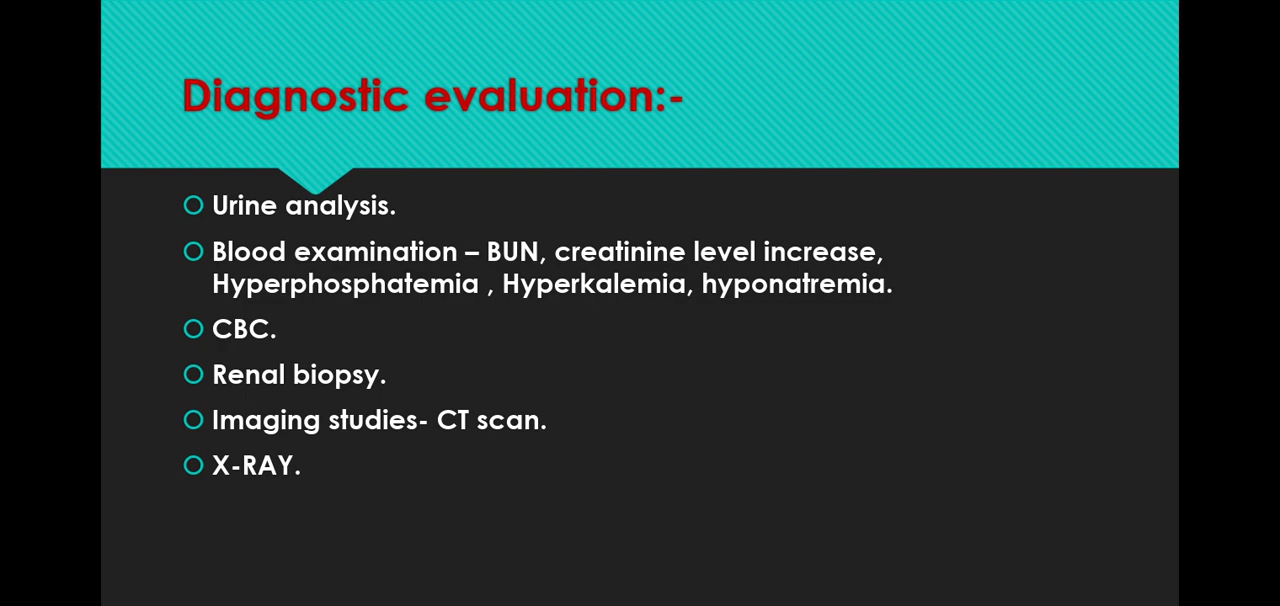 Diagnostic evaluation:-
Urine analysis.
Blood examination – BUN, creatinine level increase,
Hyperphosphatemia , Hyperkalemia, hyponatremia.
CBC.
Renal biopsy.
Imaging studies- CT scan.
X-RAY.